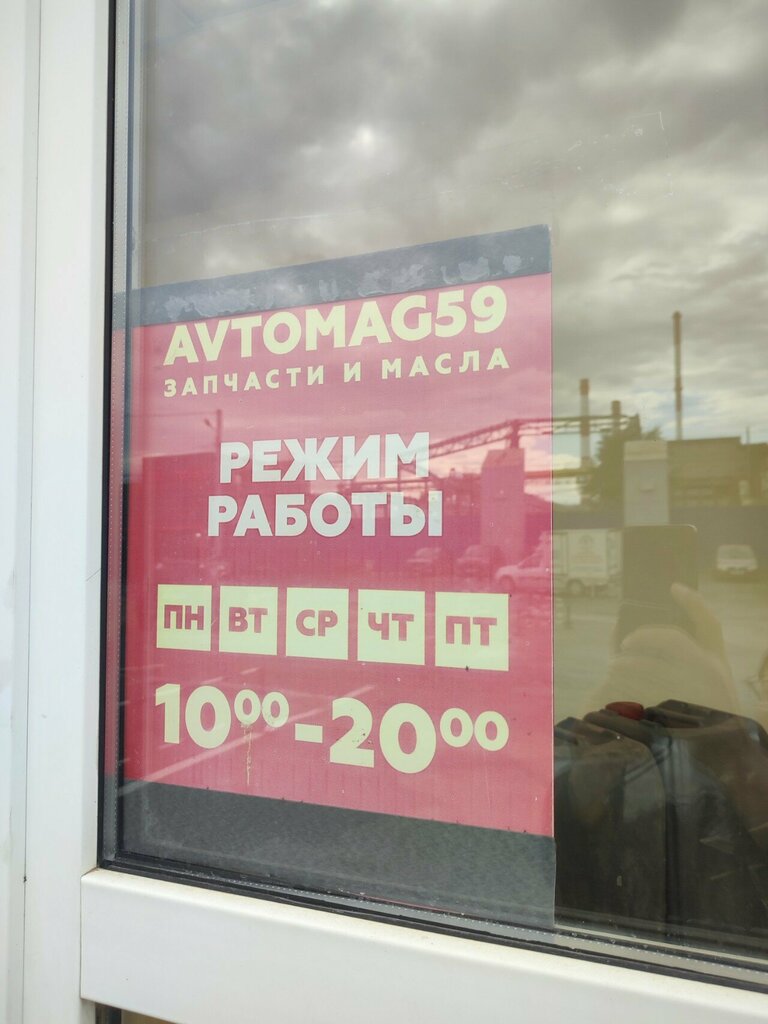 AVTOMAG59
ЗАПЧАСТИ И МАСЛА
РЕЖИМ
РАБОТЫ
ПН ВТ СР ЧТ ПТ
10⁰⁰-20⁰⁰